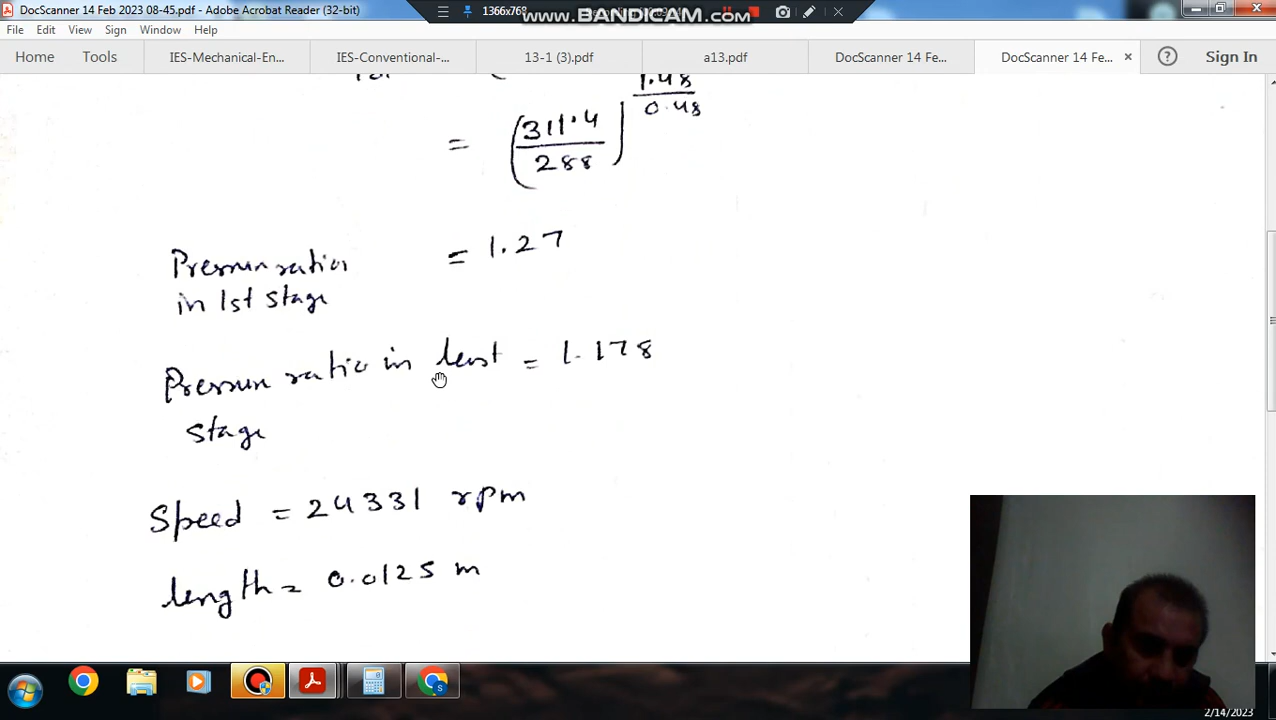 DocScanner 14 Feb 2023 08-45.pdf - Adobe Acrobat Reader (32-bit)
1366x768
www.BANDICAM.com
File Edit View Sign Window Help
Home Tools IES-Mechanical-En... IES-Conventional-... 13-1 (3).pdf a13.pdf DocScanner 14 Fe... DocScanner 14 Fe... × ? Sign In
1.48
0.48
= (311.4
288)
Pressure ratio = 1.27
in 1st stage
Pressure ratio in last = 1.178
stage
Speed = 24331 rpm
length = 0.0125 m
2/14/2023